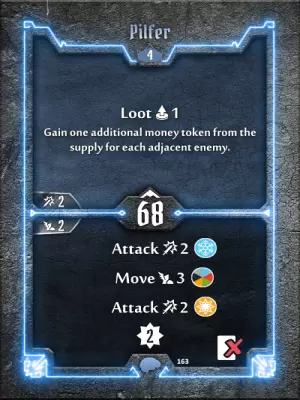 Pilfer
4
Loot 1
Gain one additional money token from the
supply for each adjacent enemy.
2
68
2
Attack 2
Move 3
Attack 2
2
163